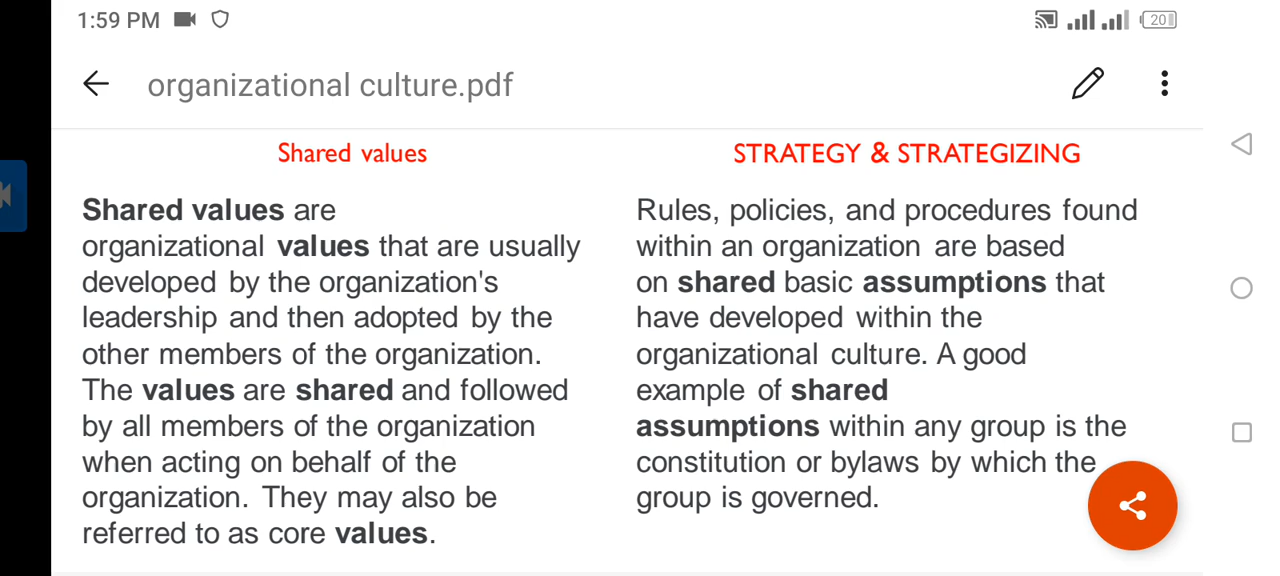 1:59 PM
20
organizational culture.pdf
Shared values
Shared values are
organizational values that are usually
developed by the organization's
leadership and then adopted by the
other members of the organization.
The values are shared and followed
by all members of the organization
when acting on behalf of the
organization. They may also be
referred to as core values.
STRATEGY & STRATEGIZING
Rules, policies, and procedures found
within an organization are based
on shared basic assumptions that
have developed within the
organizational culture. A good
example of shared
assumptions within any group is the
constitution or bylaws by which the
group is governed.